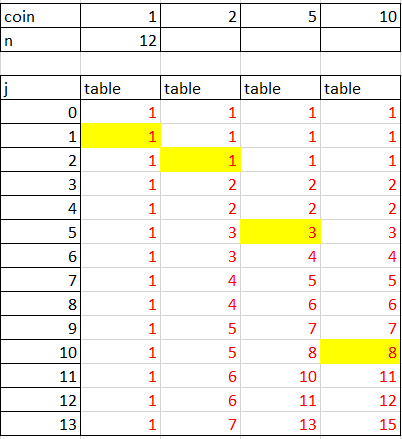 coin 1 2 5 10
n 12
j table table table table
0 1 1 1 1
1 1 1 1 1
2 1 1 1 1
3 1 2 2 2
4 1 2 2 2
5 1 3 3 3
6 1 3 4 4
7 1 4 5 5
8 1 4 6 6
9 1 5 7 7
10 1 5 8 8
11 1 6 10 11
12 1 6 11 12
13 1 7 13 15